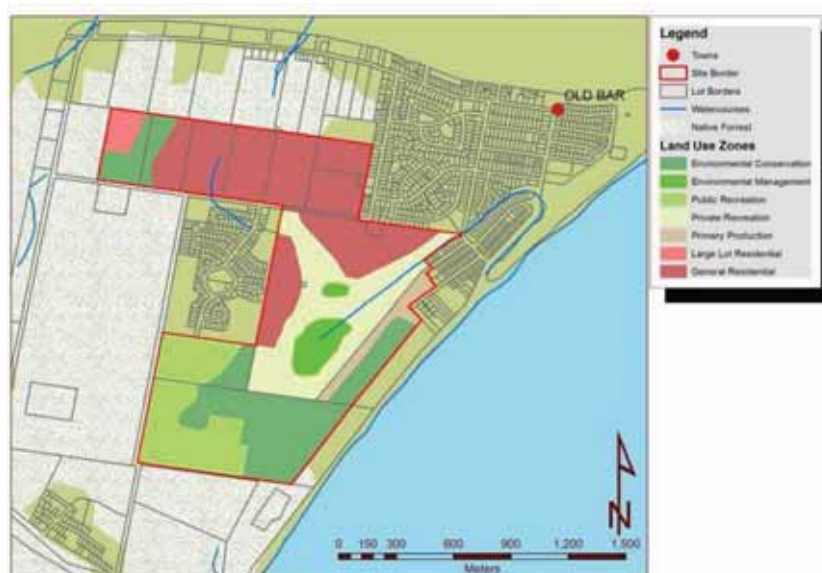 OLD BAR
Legend
Towns
Site Border
Lot Borders
Watercourses
Native Forrest
Land Use Zones
Environmental Conservation
Environmental Management
Public Recreation
Private Recreation
Primary Production
Large Lot Residential
General Residential
N
0 150 300 600 900 1,200 1,500
Meters